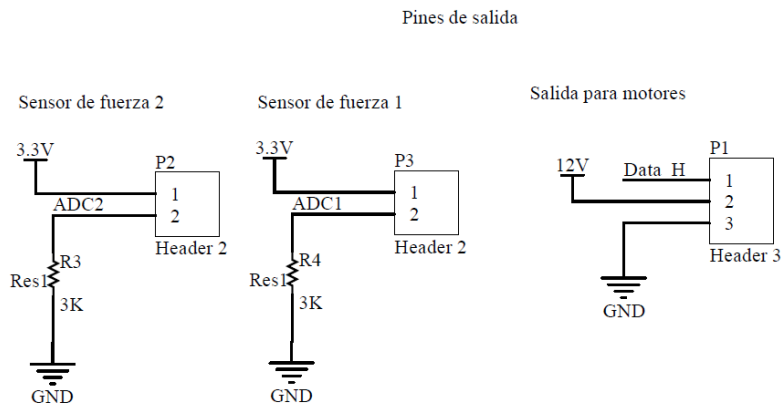 Pines de salida
Sensor de fuerza 2
3.3V
P2
1
ADC2
2
Header 2
R3
Res1
3K
GND
Sensor de fuerza 1
3.3V
P3
1
ADC1
2
Header 2
R4
Res1
3K
GND
Salida para motores
P1
12V
Data_H
1
2
3
Header 3
GND